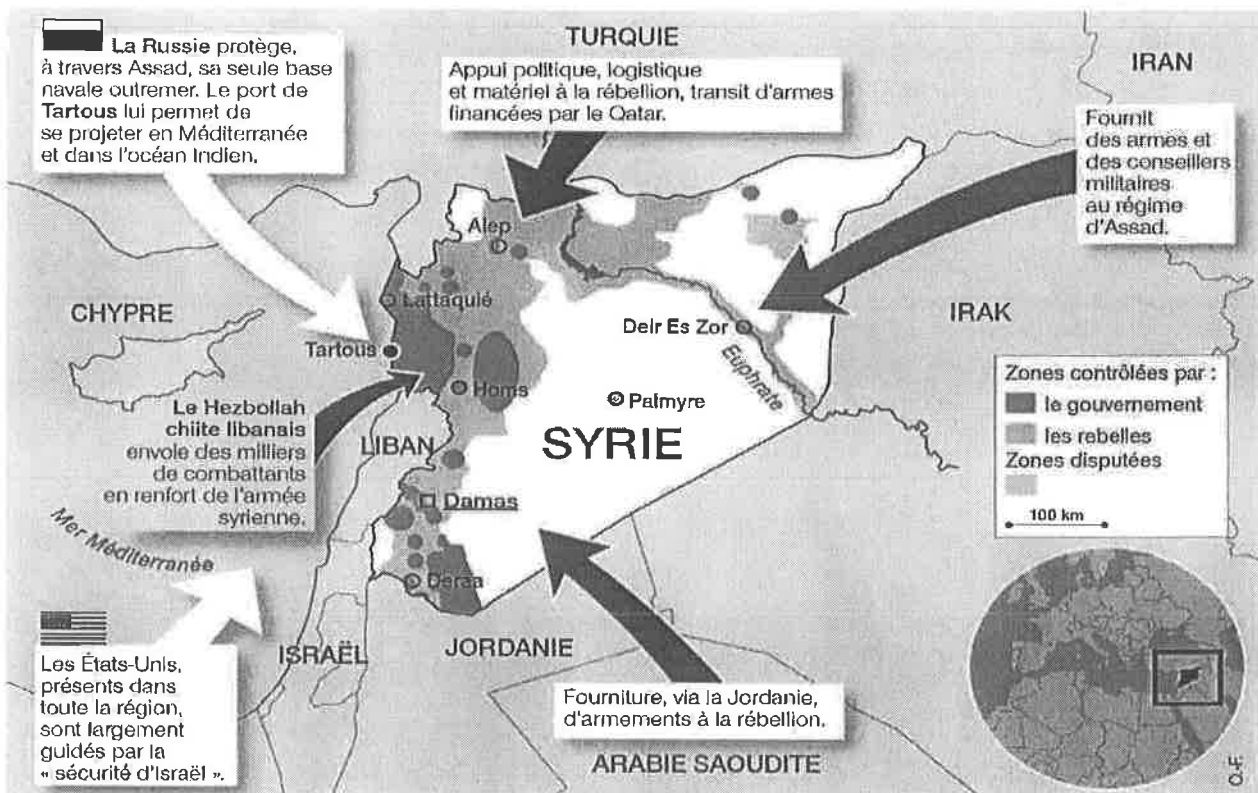 La Russie protège,
à travers Assad, sa seule base
navale outremer. Le port de
Tartous lui permet de
se projeter en Méditerranée
et dans l'océan Indien.
TURQUIE
Appui politique, logistique
et matériel à la rébellion, transit d'armes
financées par le Qatar.
IRAN
Fournit
des armes et
des conseillers
militaires
au régime
d'Assad.
Alep
Lattaquié
CHYPRE
Tartous
Deir Es Zor
IRAK
Euphrate
Homs
Palmyre
SYRIE
Le Hezbollah
chiite libanais
envoie des milliers
de combattants
en renfort de l'armée
syrienne.
LIBAN
Damas
Mer Méditerranée
Deraa
Zones contrôlées par :
le gouvernement
les rebelles
Zones disputées
100 km
ISRAËL
JORDANIE
Les États-Unis,
présents dans
toute la région,
sont largement
guidés par la
« sécurité d'Israël ».
Fourniture, via la Jordanie,
d'armements à la rébellion.
ARABIE SAOUDITE
O.-F.